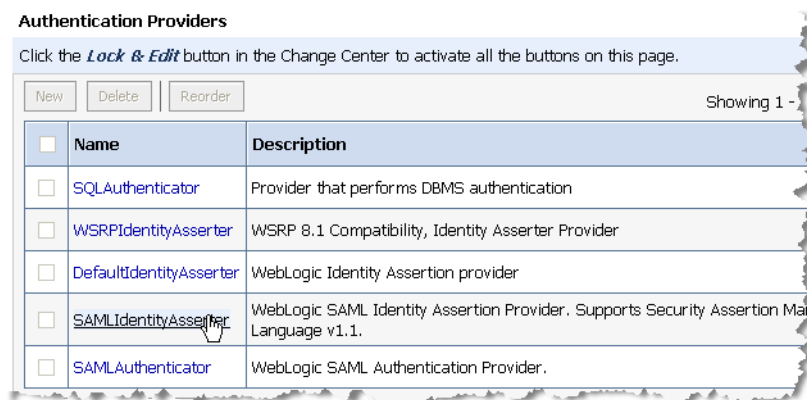 Authentication Providers
Click the Lock & Edit button in the Change Center to activate all the buttons on this page.
New Delete Reorder Showing 1 -
Name Description
SQLAuthenticator Provider that performs DBMS authentication
WSRPIdentityAsserter WSRP 8.1 Compatibility, Identity Asserter Provider
DefaultIdentityAsserter WebLogic Identity Assertion provider
SAMLIdentityAsserter WebLogic SAML Identity Assertion Provider. Supports Security Assertion Ma
Language v1.1.
SAMLAuthenticator WebLogic SAML Authentication Provider.